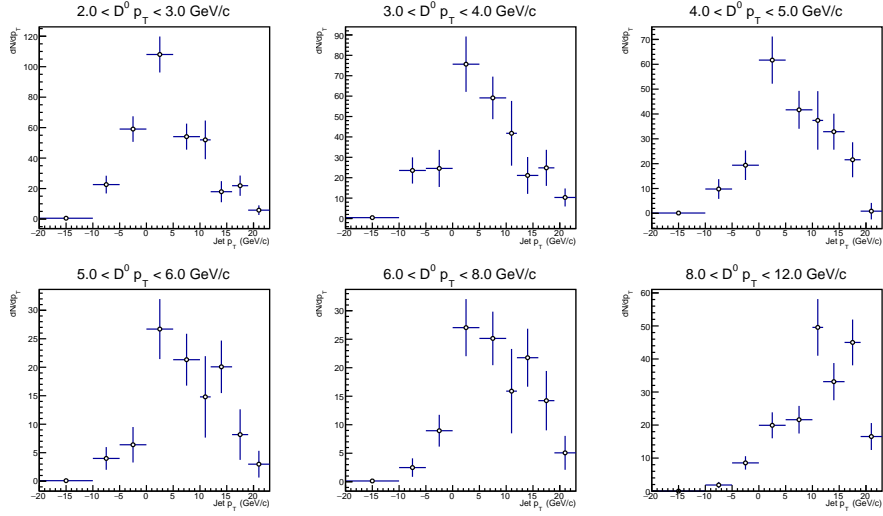 2.0 < D⁰ p_T < 3.0 GeV/c
dN/dp_T
120
100
80
60
40
20
0
−20 −15 −10 −5 0 5 10 15 20
Jet p_T (GeV/c)
3.0 < D⁰ p_T < 4.0 GeV/c
dN/dp_T
90
80
70
60
50
40
30
20
10
0
−20 −15 −10 −5 0 5 10 15 20
Jet p_T (GeV/c)
4.0 < D⁰ p_T < 5.0 GeV/c
dN/dp_T
70
60
50
40
30
20
10
0
−20 −15 −10 −5 0 5 10 15 20
Jet p_T (GeV/c)
5.0 < D⁰ p_T < 6.0 GeV/c
dN/dp_T
30
25
20
15
10
5
0
−20 −15 −10 −5 0 5 10 15 20
Jet p_T (GeV/c)
6.0 < D⁰ p_T < 8.0 GeV/c
dN/dp_T
30
25
20
15
10
5
0
−20 −15 −10 −5 0 5 10 15 20
Jet p_T (GeV/c)
8.0 < D⁰ p_T < 12.0 GeV/c
dN/dp_T
60
50
40
30
20
10
0
−20 −15 −10 −5 0 5 10 15 20
Jet p_T (GeV/c)